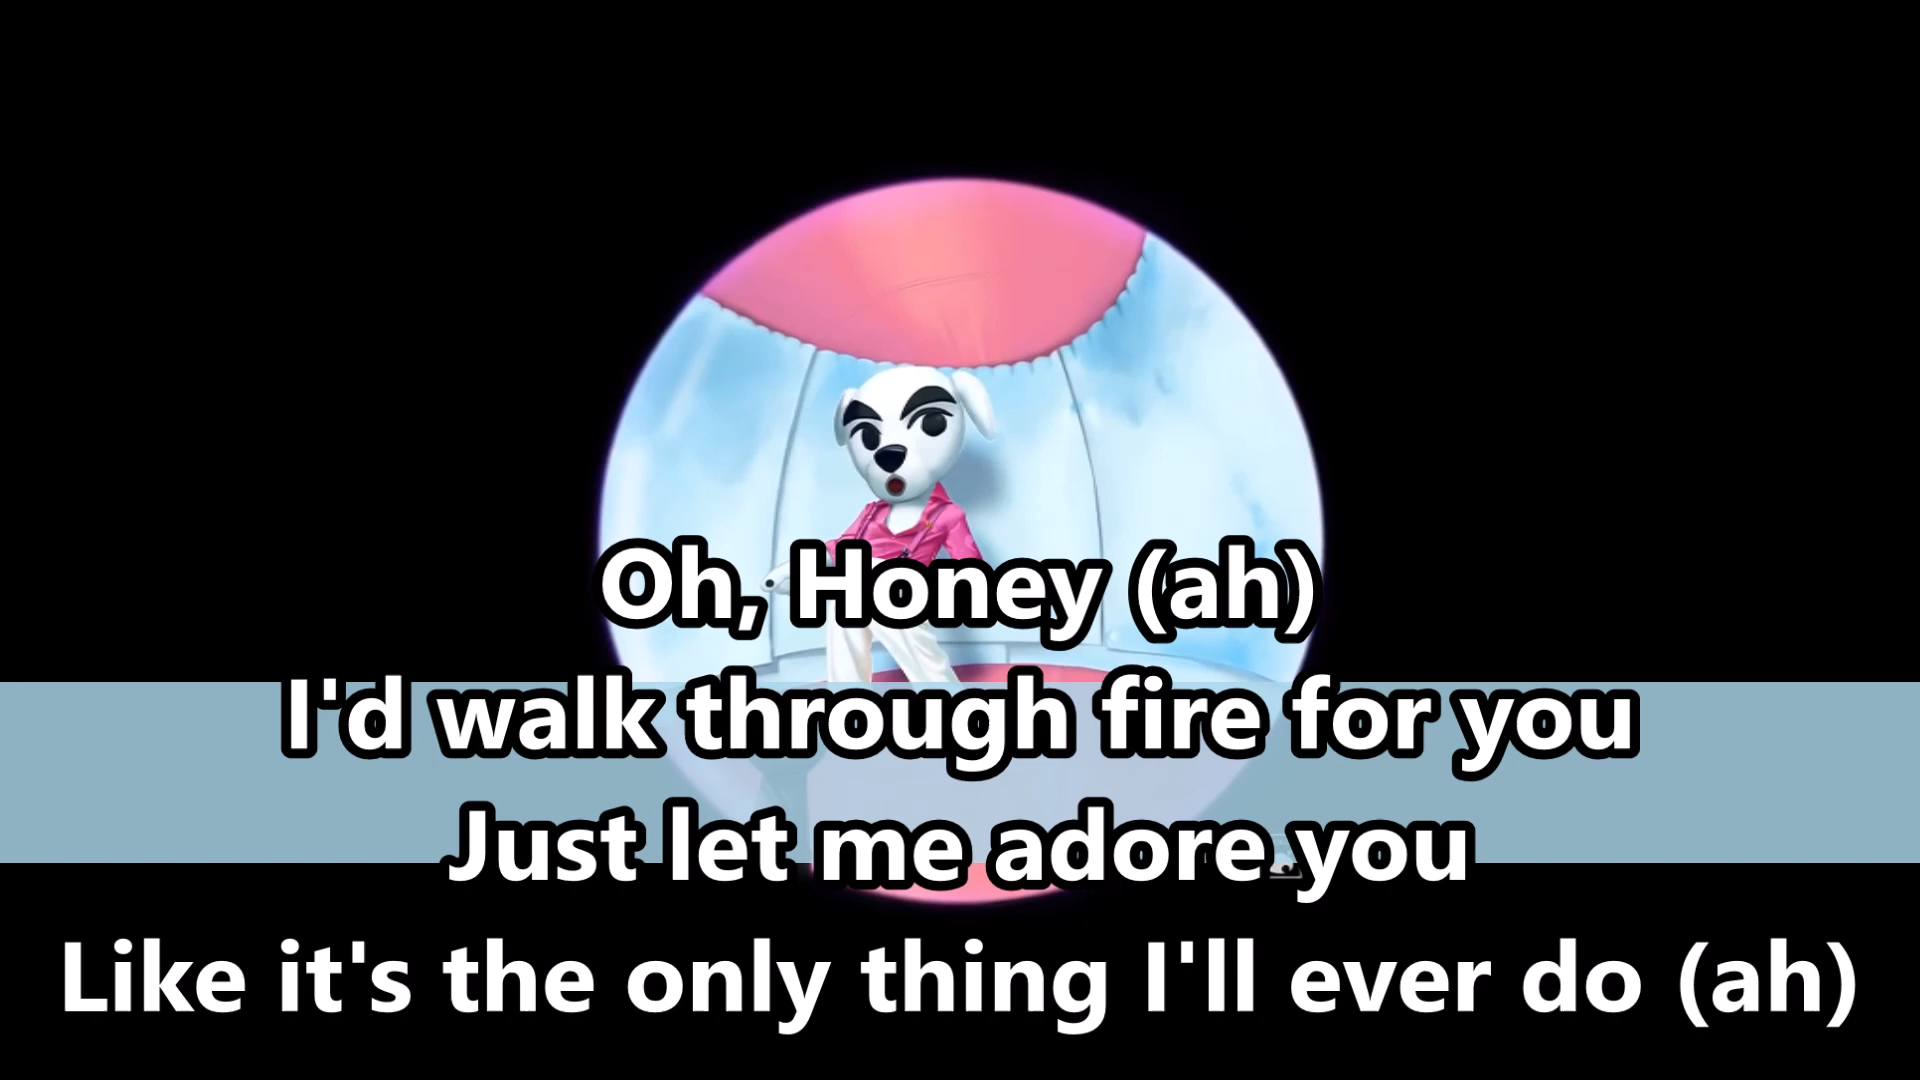 Oh, Honey (ah)
I'd walk through fire for you
Just let me adore you
Like it's the only thing I'll ever do (ah)